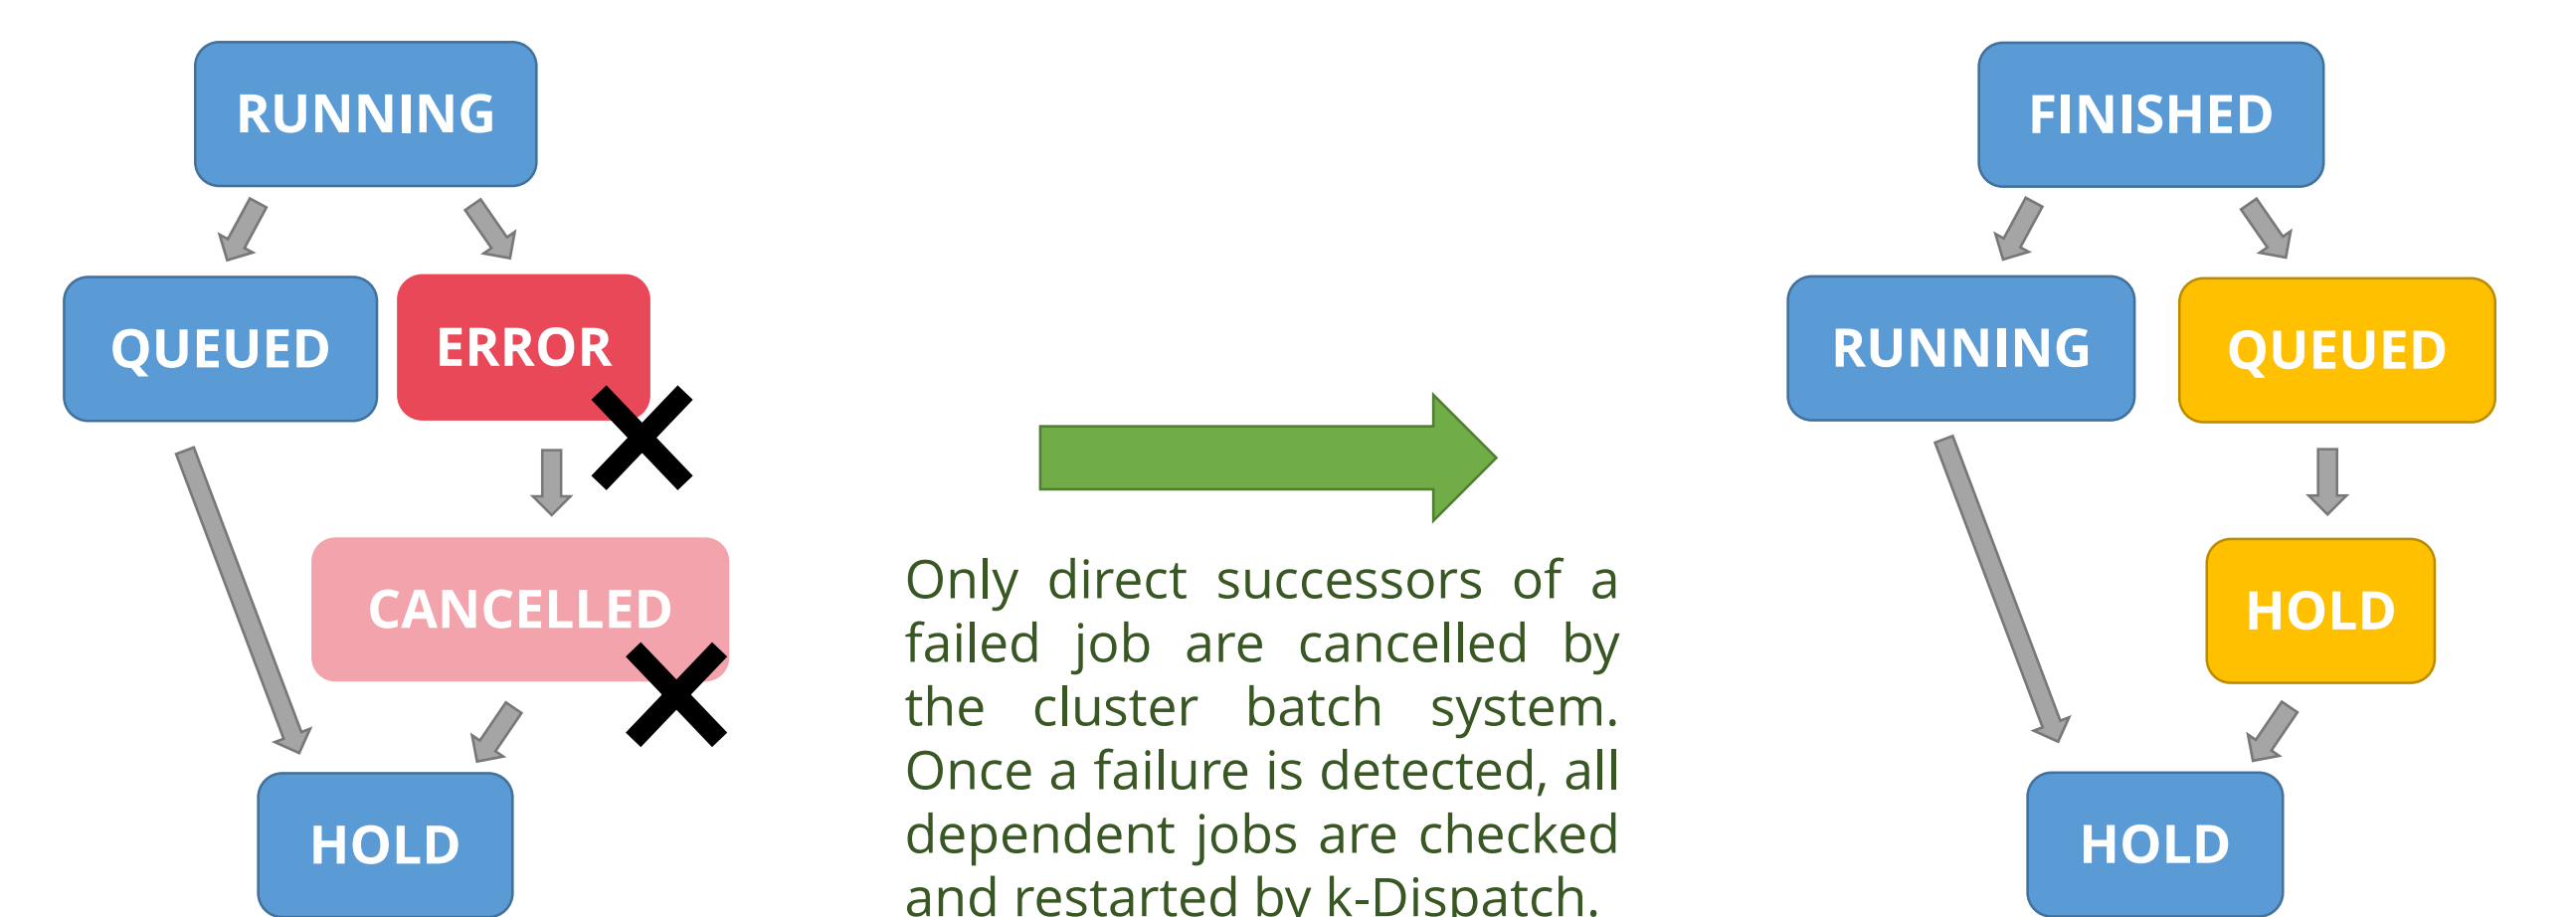 RUNNING
QUEUED
ERROR
CANCELLED
HOLD
Only direct successors of a
failed job are cancelled by
the cluster batch system.
Once a failure is detected, all
dependent jobs are checked
and restarted by k-Dispatch.
FINISHED
RUNNING
QUEUED
HOLD
HOLD